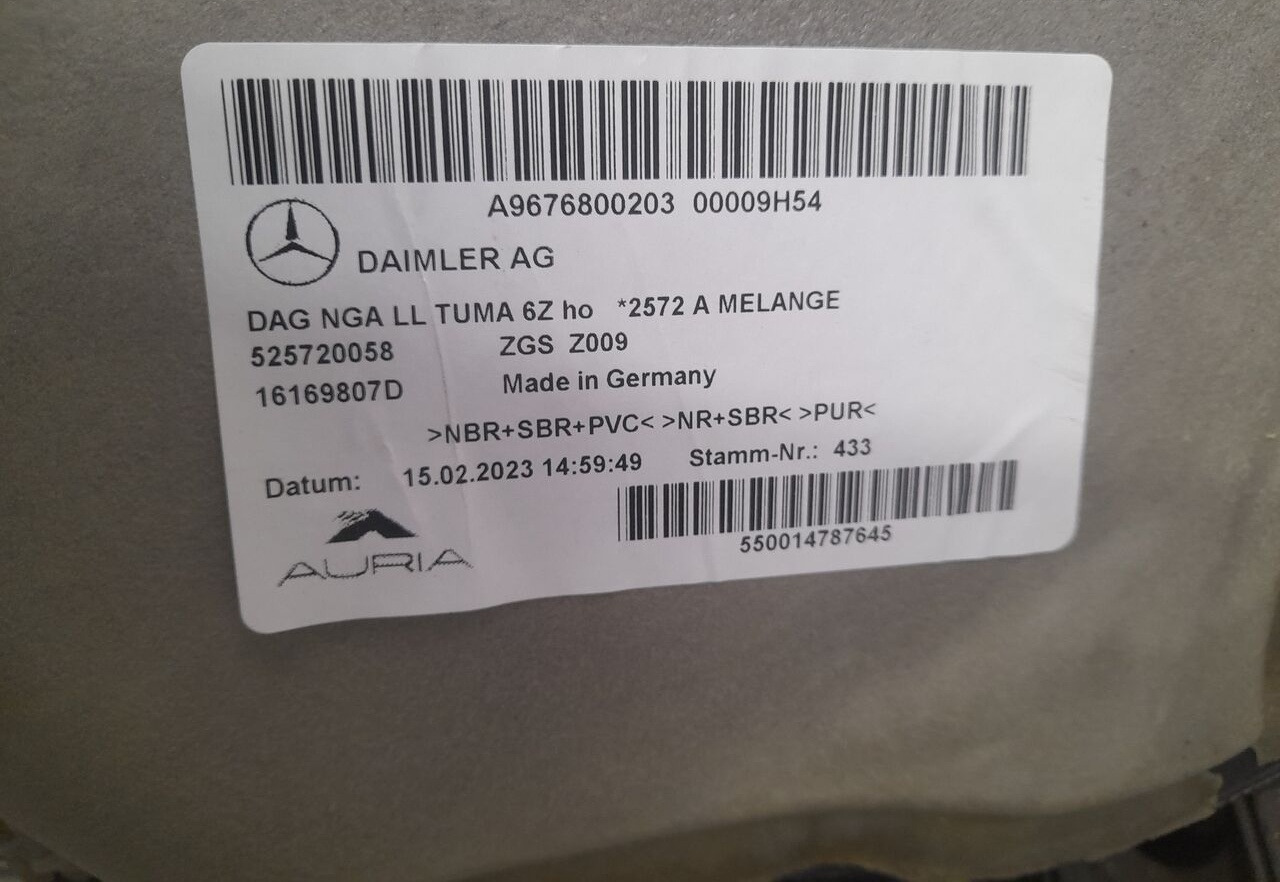 A9676800203 00009H54
DAIMLER AG
DAG NGA LL TUMA 6Z ho *2572 A MELANGE
525720058 ZGS Z009
16169807D Made in Germany
>NBR+SBR+PVC< >NR+SBR< >PUR<
Datum: 15.02.2023 14:59:49 Stamm-Nr.: 433
550014787645
AURIA